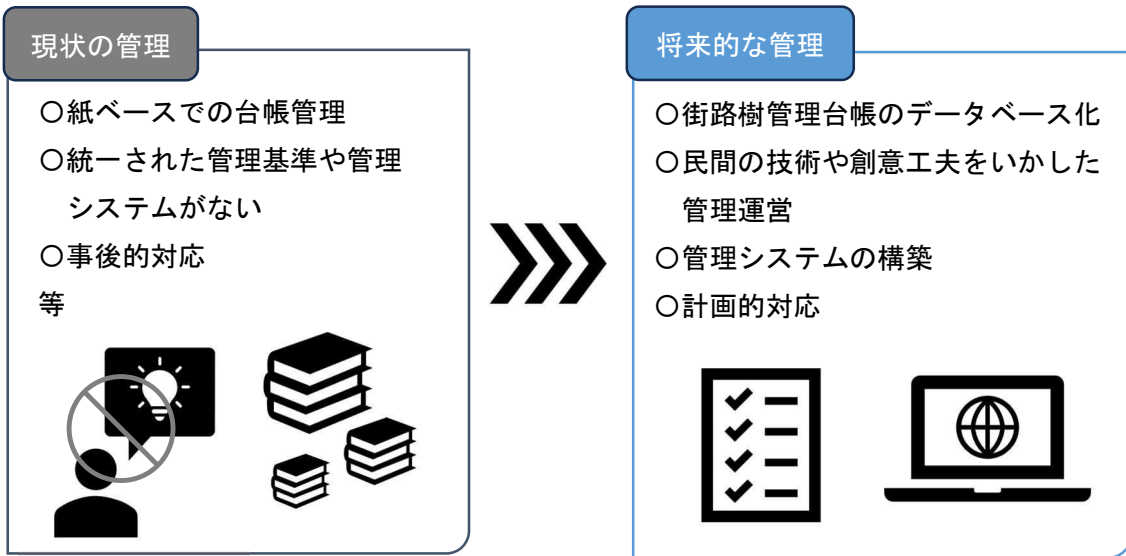 現状の管理
〇紙ベースでの台帳管理
〇統一された管理基準や管理
システムがない
〇事後的対応
等
将来的な管理
〇街路樹管理台帳のデータベース化
〇民間の技術や創意工夫をいかした
管理運営
〇管理システムの構築
〇計画的対応